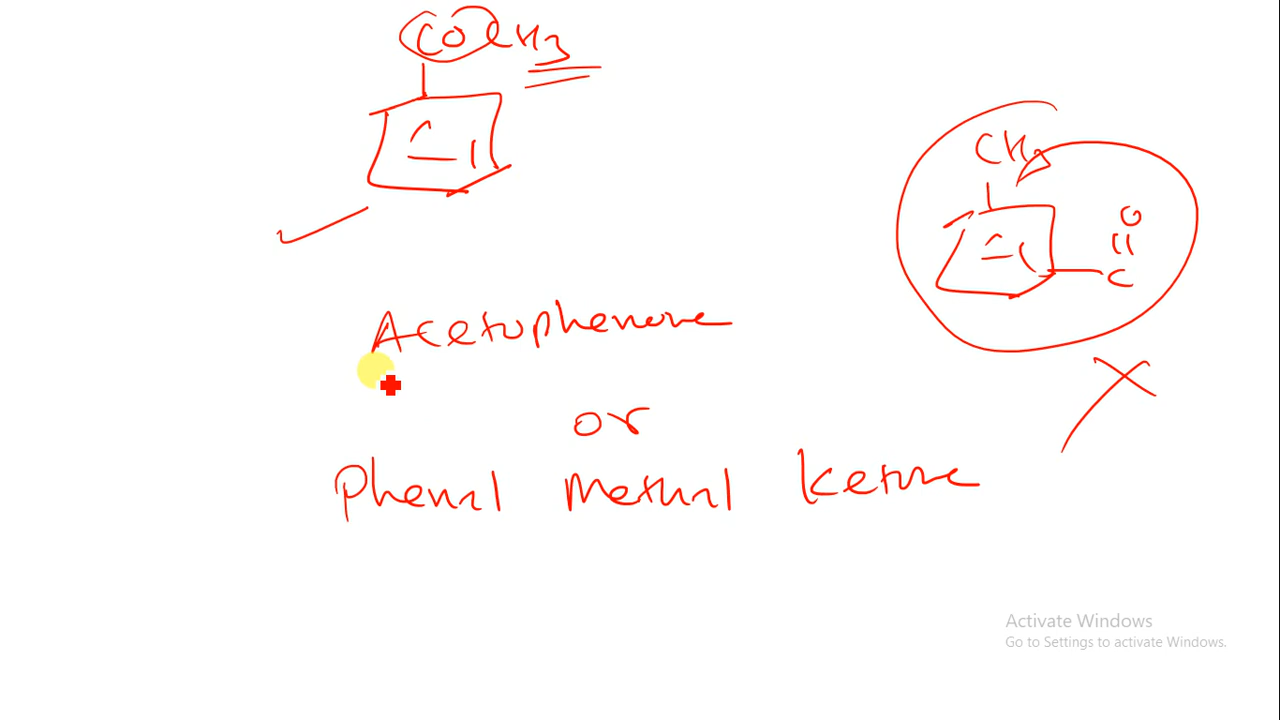 COCH3
CH3
O
C
Acetophenone
or
Phenyl Methyl Ketone
Activate Windows
Go to Settings to activate Windows.